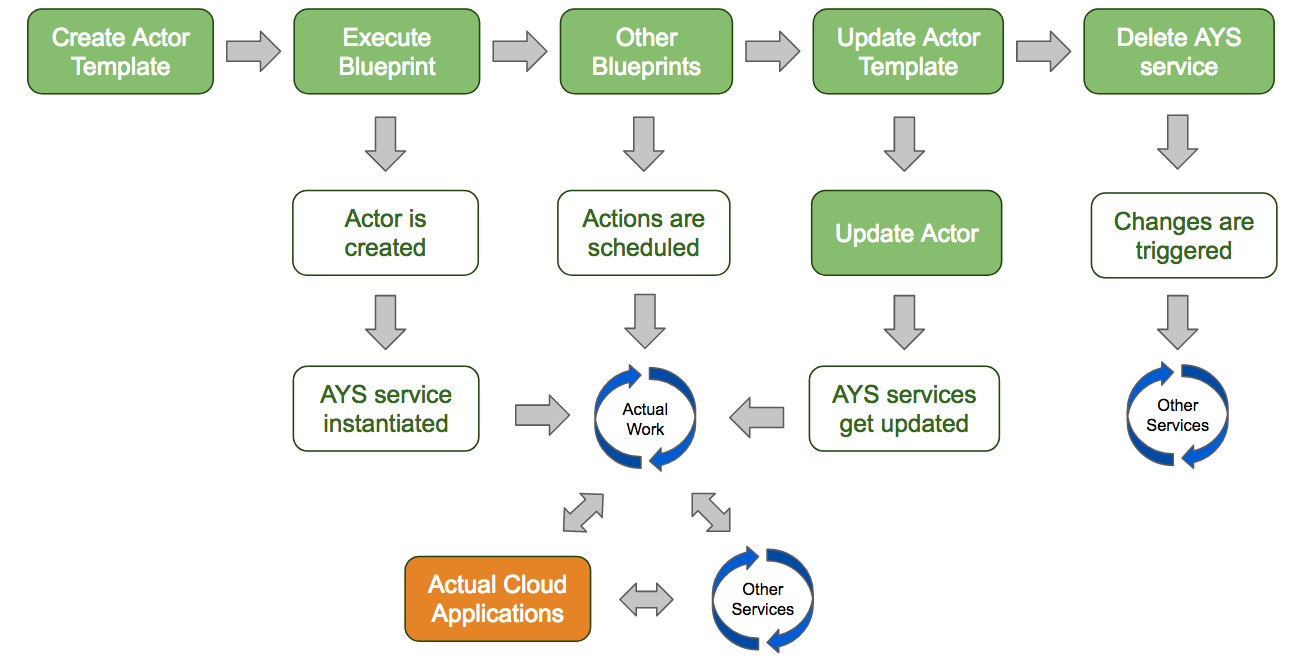 Create Actor
Template
Execute
Blueprint
Other
Blueprints
Update Actor
Template
Delete AYS
service
Actor is
created
Actions are
scheduled
Update Actor
Changes are
triggered
AYS service
instantiated
Actual
Work
AYS services
get updated
Other
Services
Actual Cloud
Applications
Other
Services